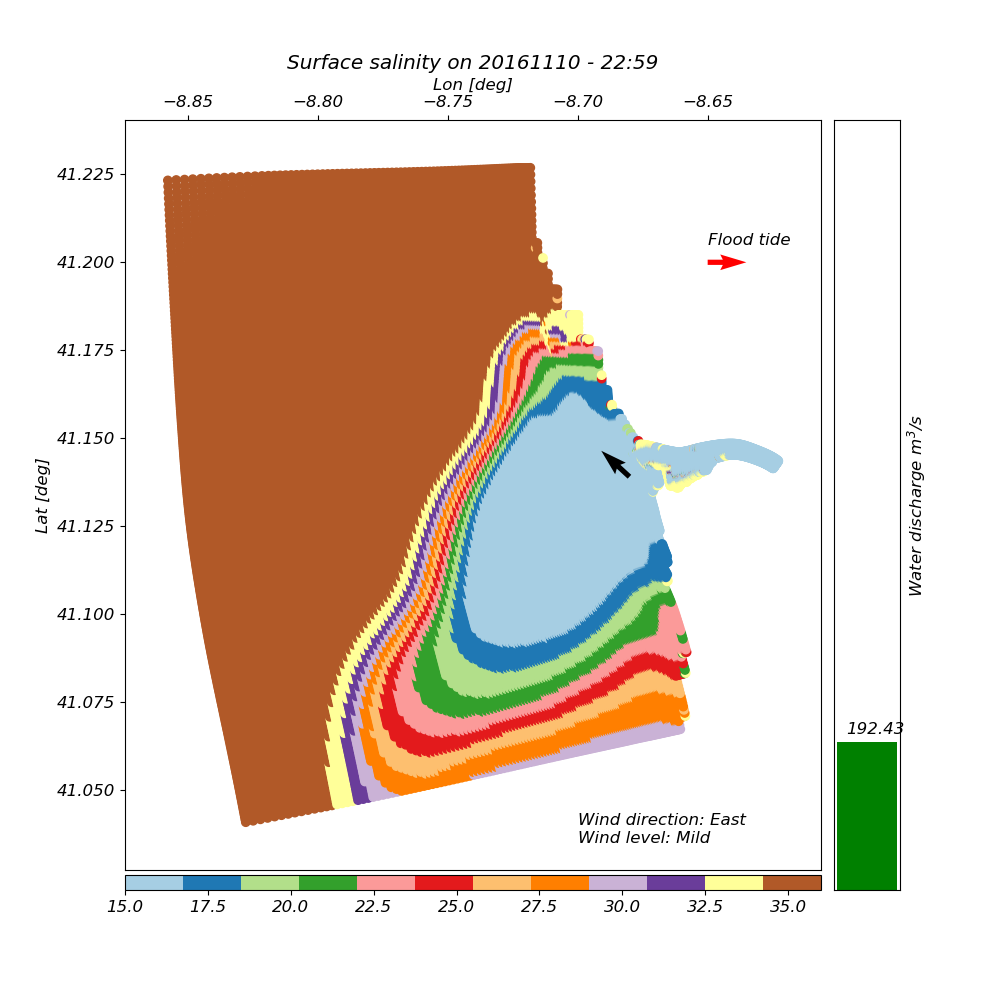 Surface salinity on 20161110 - 22:59
Lon [deg]
−8.85 −8.80 −8.75 −8.70 −8.65
41.225
41.200
41.175
41.150
41.125
41.100
41.075
41.050
Lat [deg]
Flood tide
Wind direction: East
Wind level: Mild
192.43
Water discharge m³/s
15.0 17.5 20.0 22.5 25.0 27.5 30.0 32.5 35.0